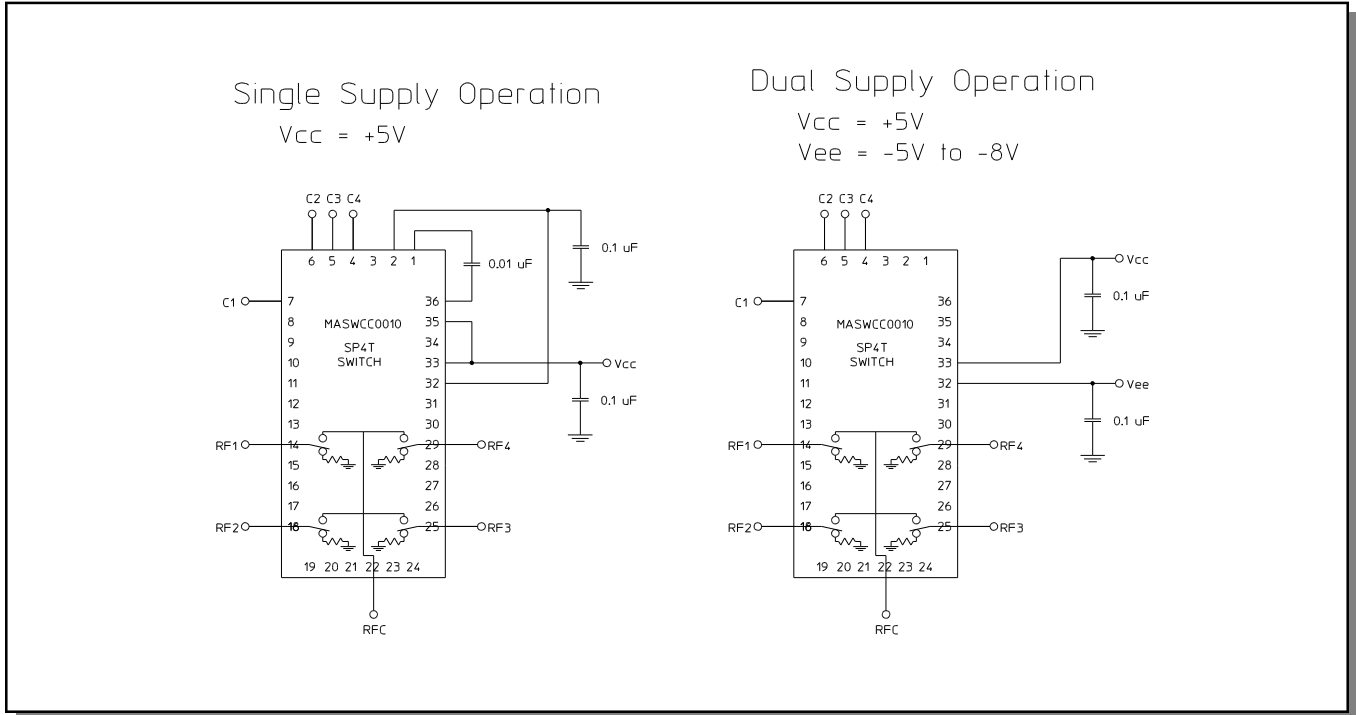 Single Supply Operation
Vcc = +5V
C2 C3 C4
6 5 4 3 2 1
0.1 uF
0.01 uF
C1
7
36
8
MASWCC0010
35
9
SP4T
34
10
SWITCH
33
Vcc
11
32
0.1 uF
12
31
13
30
RF1
14
29
RF4
15
28
16
27
17
26
RF2
18
25
RF3
19 20 21 22 23 24
RFC
Dual Supply Operation
Vcc = +5V
Vee = -5V to -8V
C2 C3 C4
6 5 4 3 2 1
Vcc
0.1 uF
C1
7
36
8
MASWCC0010
35
9
SP4T
34
10
SWITCH
33
11
32
Vee
12
31
0.1 uF
13
30
RF1
14
29
RF4
15
28
16
27
17
26
RF2
18
25
RF3
19 20 21 22 23 24
RFC